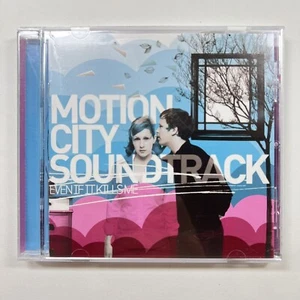 MOTION
CITY
SOUNDTRACK
EVEN IF IT KILLS ME